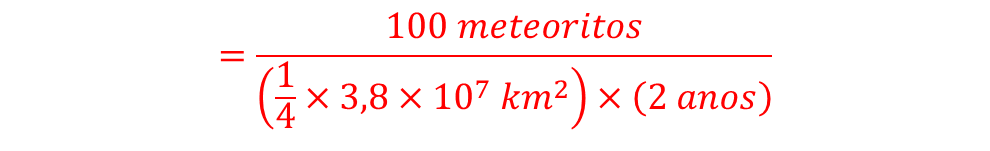 = 100 meteoritos / (1/4 × 3,8 × 10⁷ km²) × (2 anos)